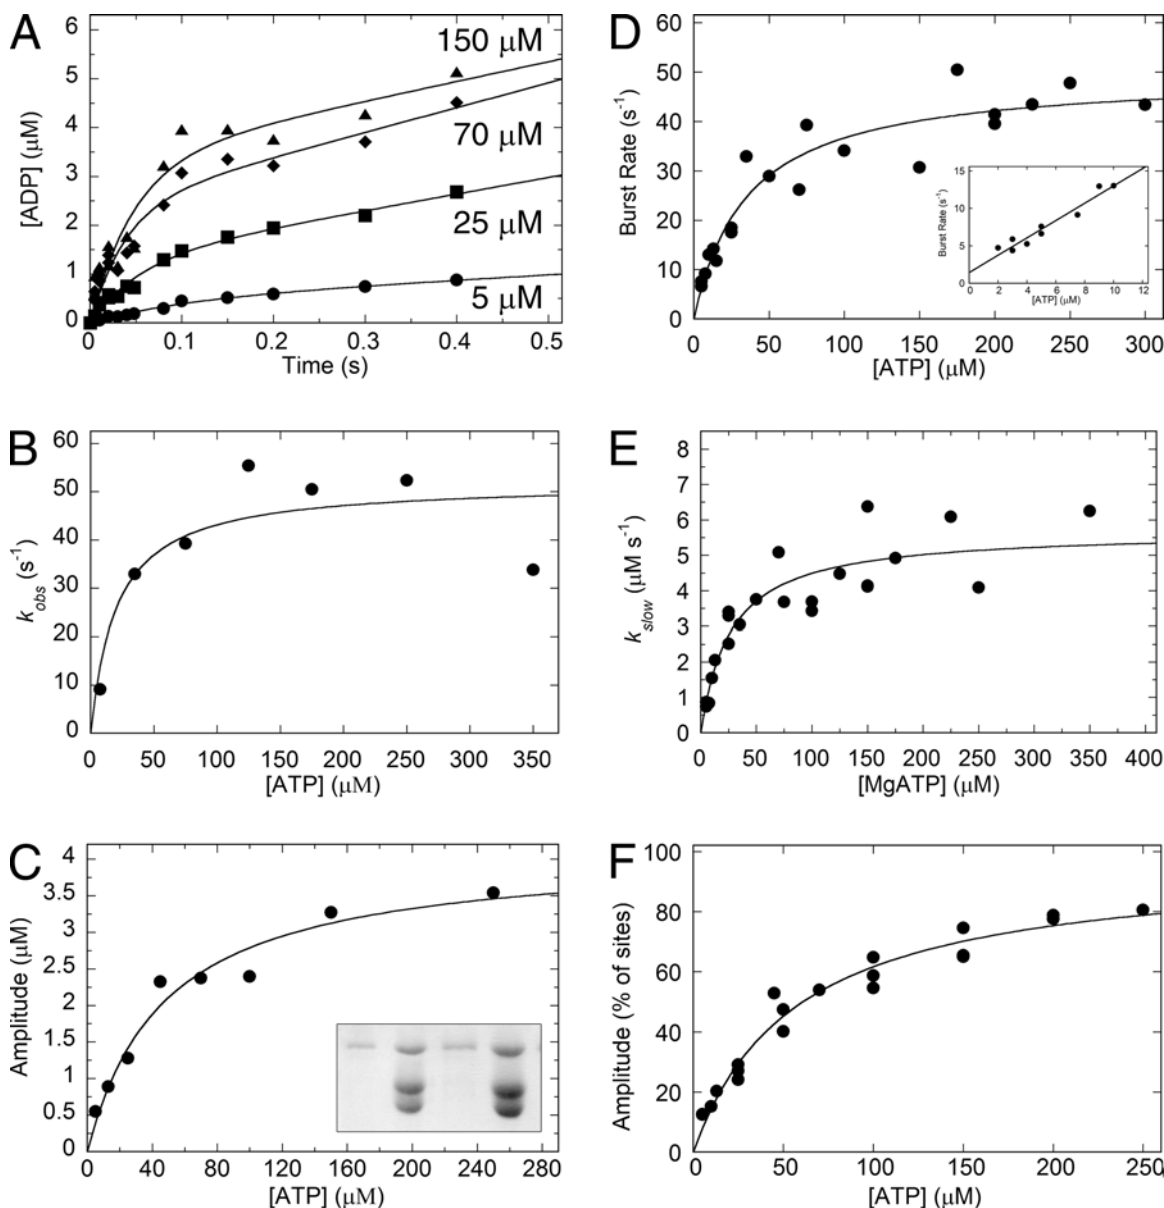 A
6
5
4
3
2
1
0
[ADP] (μM)
150 μM
70 μM
25 μM
5 μM
0 0.1 0.2 0.3 0.4 0.5
Time (s)
D
60
50
40
30
20
10
0
Burst Rate (s⁻¹)
15
10
5
0
Burst Rate (s⁻¹)
0 2 4 6 8 10 12
[ATP] (μM)
0 50 100 150 200 250 300
[ATP] (μM)
B
60
50
40
30
20
10
0
k_obs (s⁻¹)
0 50 100 150 200 250 300 350
[ATP] (μM)
E
8
7
6
5
4
3
2
1
0
k_slow (μM s⁻¹)
0 50 100 150 200 250 300 350 400
[MgATP] (μM)
C
4
3.5
3
2.5
2
1.5
1
0.5
0
Amplitude (μM)
0 40 80 120 160 200 240 280
[ATP] (μM)
F
100
80
60
40
20
0
Amplitude (% of sites)
0 50 100 150 200 250
[ATP] (μM)